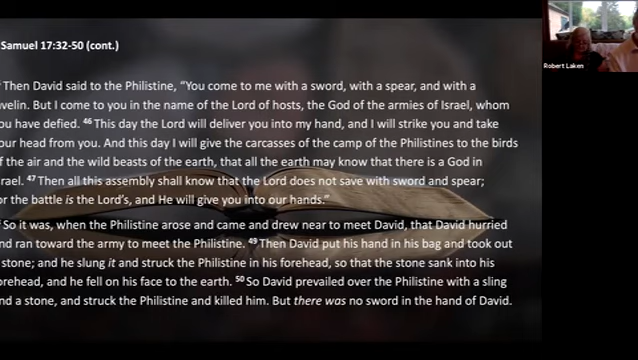 Samuel 17:32-50 (cont.)
Then David said to the Philistine, "You come to me with a sword, with a spear, and with a
avelin. But I come to you in the name of the Lord of hosts, the God of the armies of Israel, whom
ou have defied. 46 This day the Lord will deliver you into my hand, and I will strike you and take
our head from you. And this day I will give the carcasses of the camp of the Philistines to the birds
f the air and the wild beasts of the earth, that all the earth may know that there is a God in
rael. 47 Then all this assembly shall know that the Lord does not save with sword and spear;
or the battle is the Lord's, and He will give you into our hands."
So it was, when the Philistine arose and came and drew near to meet David, that David hurried
nd ran toward the army to meet the Philistine. 49 Then David put his hand in his bag and took out
stone; and he slung it and struck the Philistine in his forehead, so that the stone sank into his
orehead, and he fell on his face to the earth. 50 So David prevailed over the Philistine with a sling
nd a stone, and struck the Philistine and killed him. But there was no sword in the hand of David.
Robert Laken